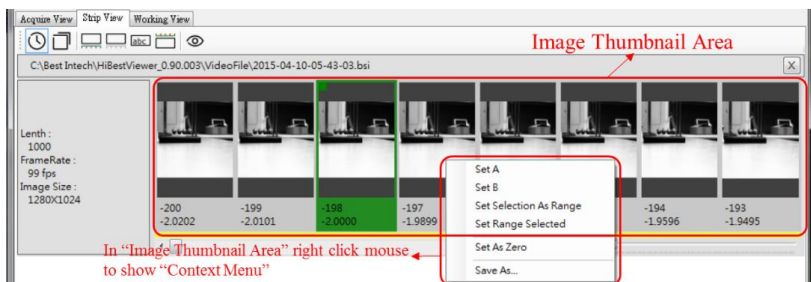 Acquire View Strip View Working View
abc
Image Thumbnail Area
C:\Best Intech\HiBestViewer_0.90.003\VideoFile\2015-04-10-05-43-03.bsi X
Lenth :
1000
FrameRate :
99 fps
Image Size :
1280X1024
-200 -199 -198 -197 -194 -193
-2.0202 -2.0101 -2.0000 -1.9899 -1.9596 -1.9495
Set A
Set B
Set Selection As Range
Set Range Selected
Set As Zero
Save As...
In “Image Thumbnail Area” right click mouse
to show “Context Menu”